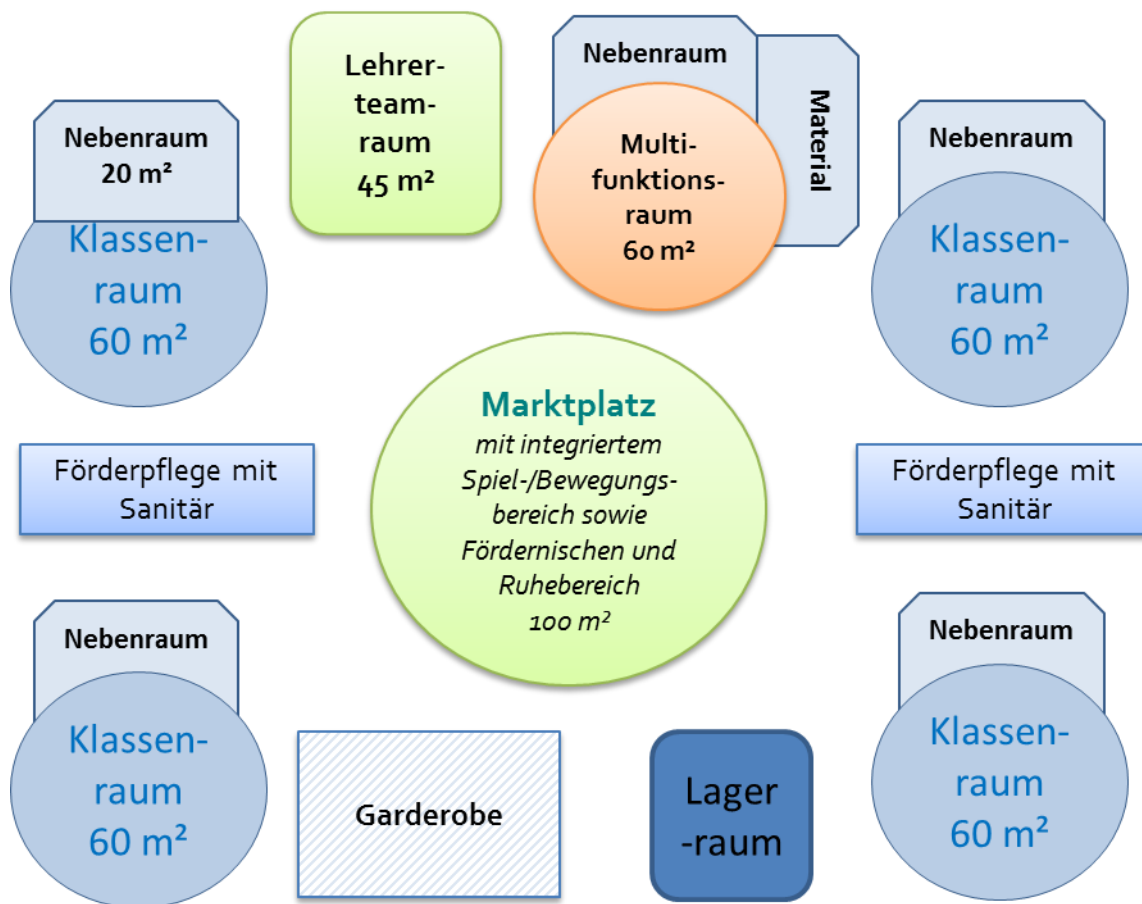 Lehrer-
team-
raum
45 m²
Nebenraum
Material
Multi-
funktions-
raum
60 m²
Nebenraum
20 m²
Klassen-
raum
60 m²
Nebenraum
Klassen-
raum
60 m²
Marktplatz
mit integriertem
Spiel-/Bewegungs-
bereich sowie
Fördernischen und
Ruhebereich
100 m²
Förderpflege mit
Sanitär
Förderpflege mit
Sanitär
Nebenraum
Klassen-
raum
60 m²
Nebenraum
Klassen-
raum
60 m²
Garderobe
Lager
-raum